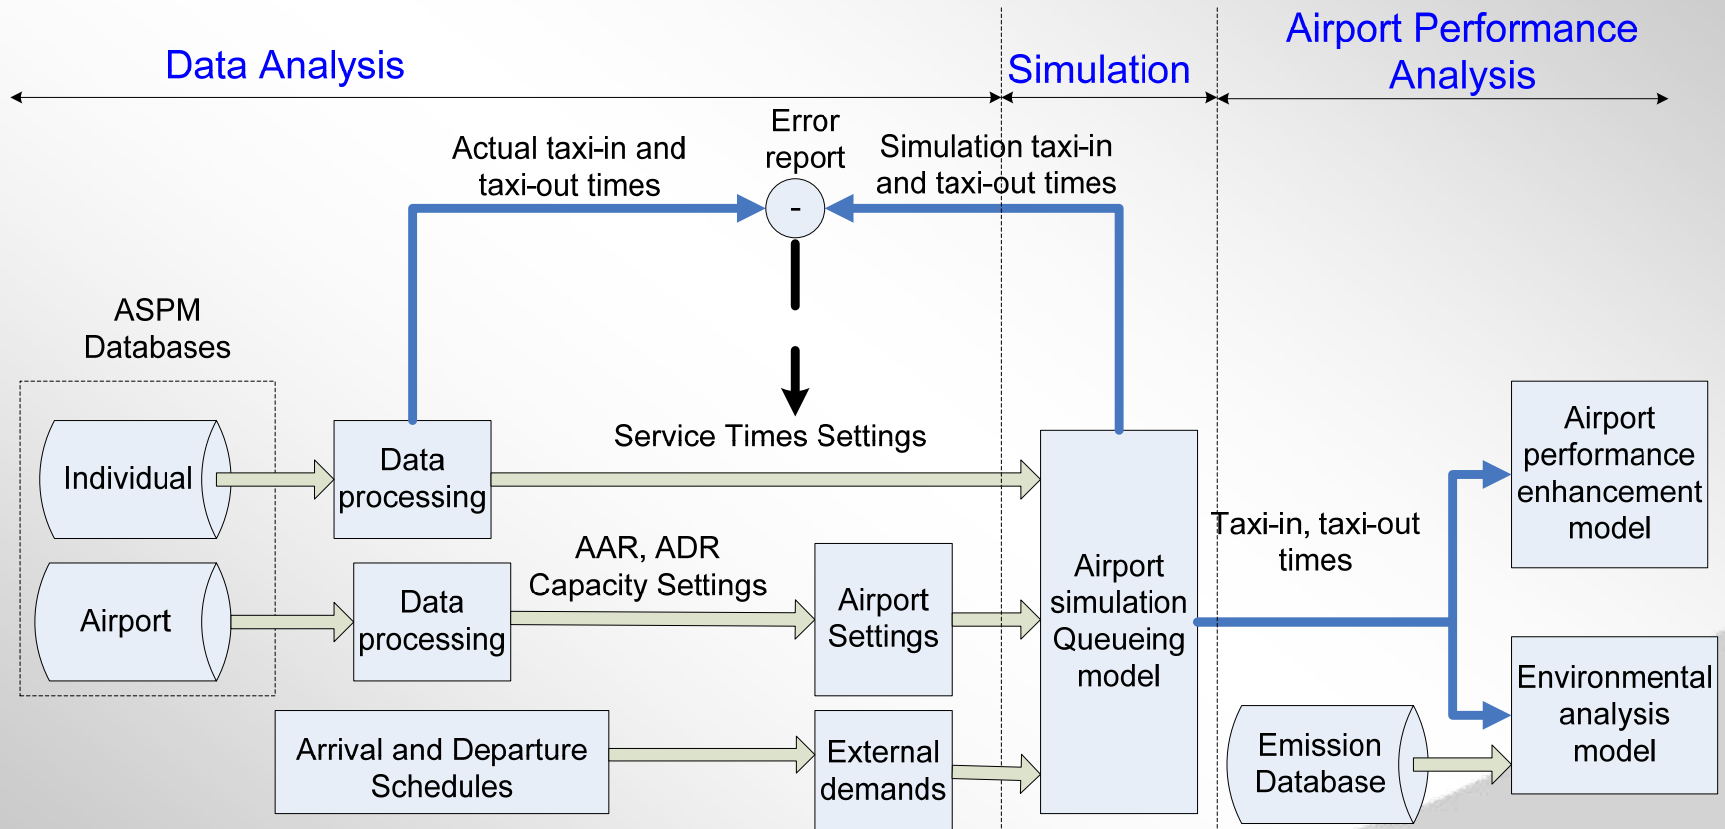 Data Analysis
Simulation
Airport Performance
Analysis
Error
report
Actual taxi-in and
taxi-out times
Simulation taxi-in
and taxi-out times
-
ASPM
Databases
Individual
Data
processing
Service Times Settings
Airport
Data
processing
AAR, ADR
Capacity Settings
Airport
Settings
Arrival and Departure
Schedules
External
demands
Airport
simulation
Queueing
model
Taxi-in, taxi-out
times
Airport
performance
enhancement
model
Emission
Database
Environmental
analysis
model